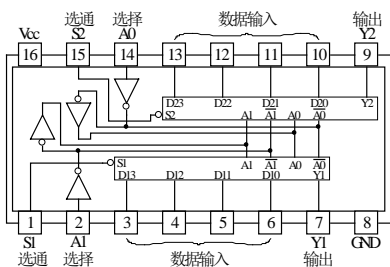 选通 选择 数据输入 输出
Vcc S2 A0 Y2
16 15 14 13 12 11 10 9
D23 D22 D21 D20 Y2
S2 A1 A1 A0 A0
S1 A1 A1 A0 A0
D13 D12 D11 D10 Y1
1 2 3 4 5 6 7 8
S1 A1 Y1 GND
选通 选择 数据输入 输出